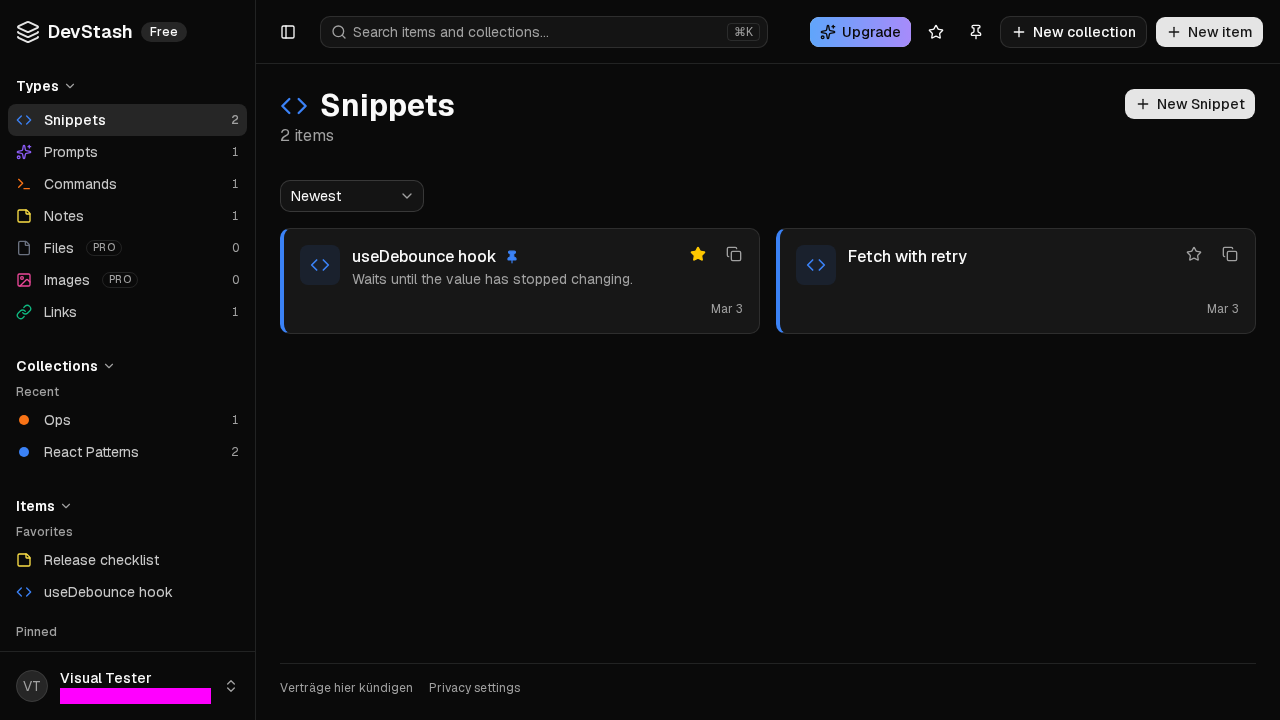 DevStash Free
Search items and collections... ⌘K
Upgrade
New collection
New item
Types
Snippets 2
Prompts 1
Commands 1
Notes 1
Files PRO 0
Images PRO 0
Links 1
Collections
Recent
Ops 1
React Patterns 2
Items
Favorites
Release checklist
useDebounce hook
Pinned
VT
Visual Tester
Snippets
2 items
New Snippet
Newest
useDebounce hook
Waits until the value has stopped changing.
Mar 3
Fetch with retry
Mar 3
Verträge hier kündigen Privacy settings